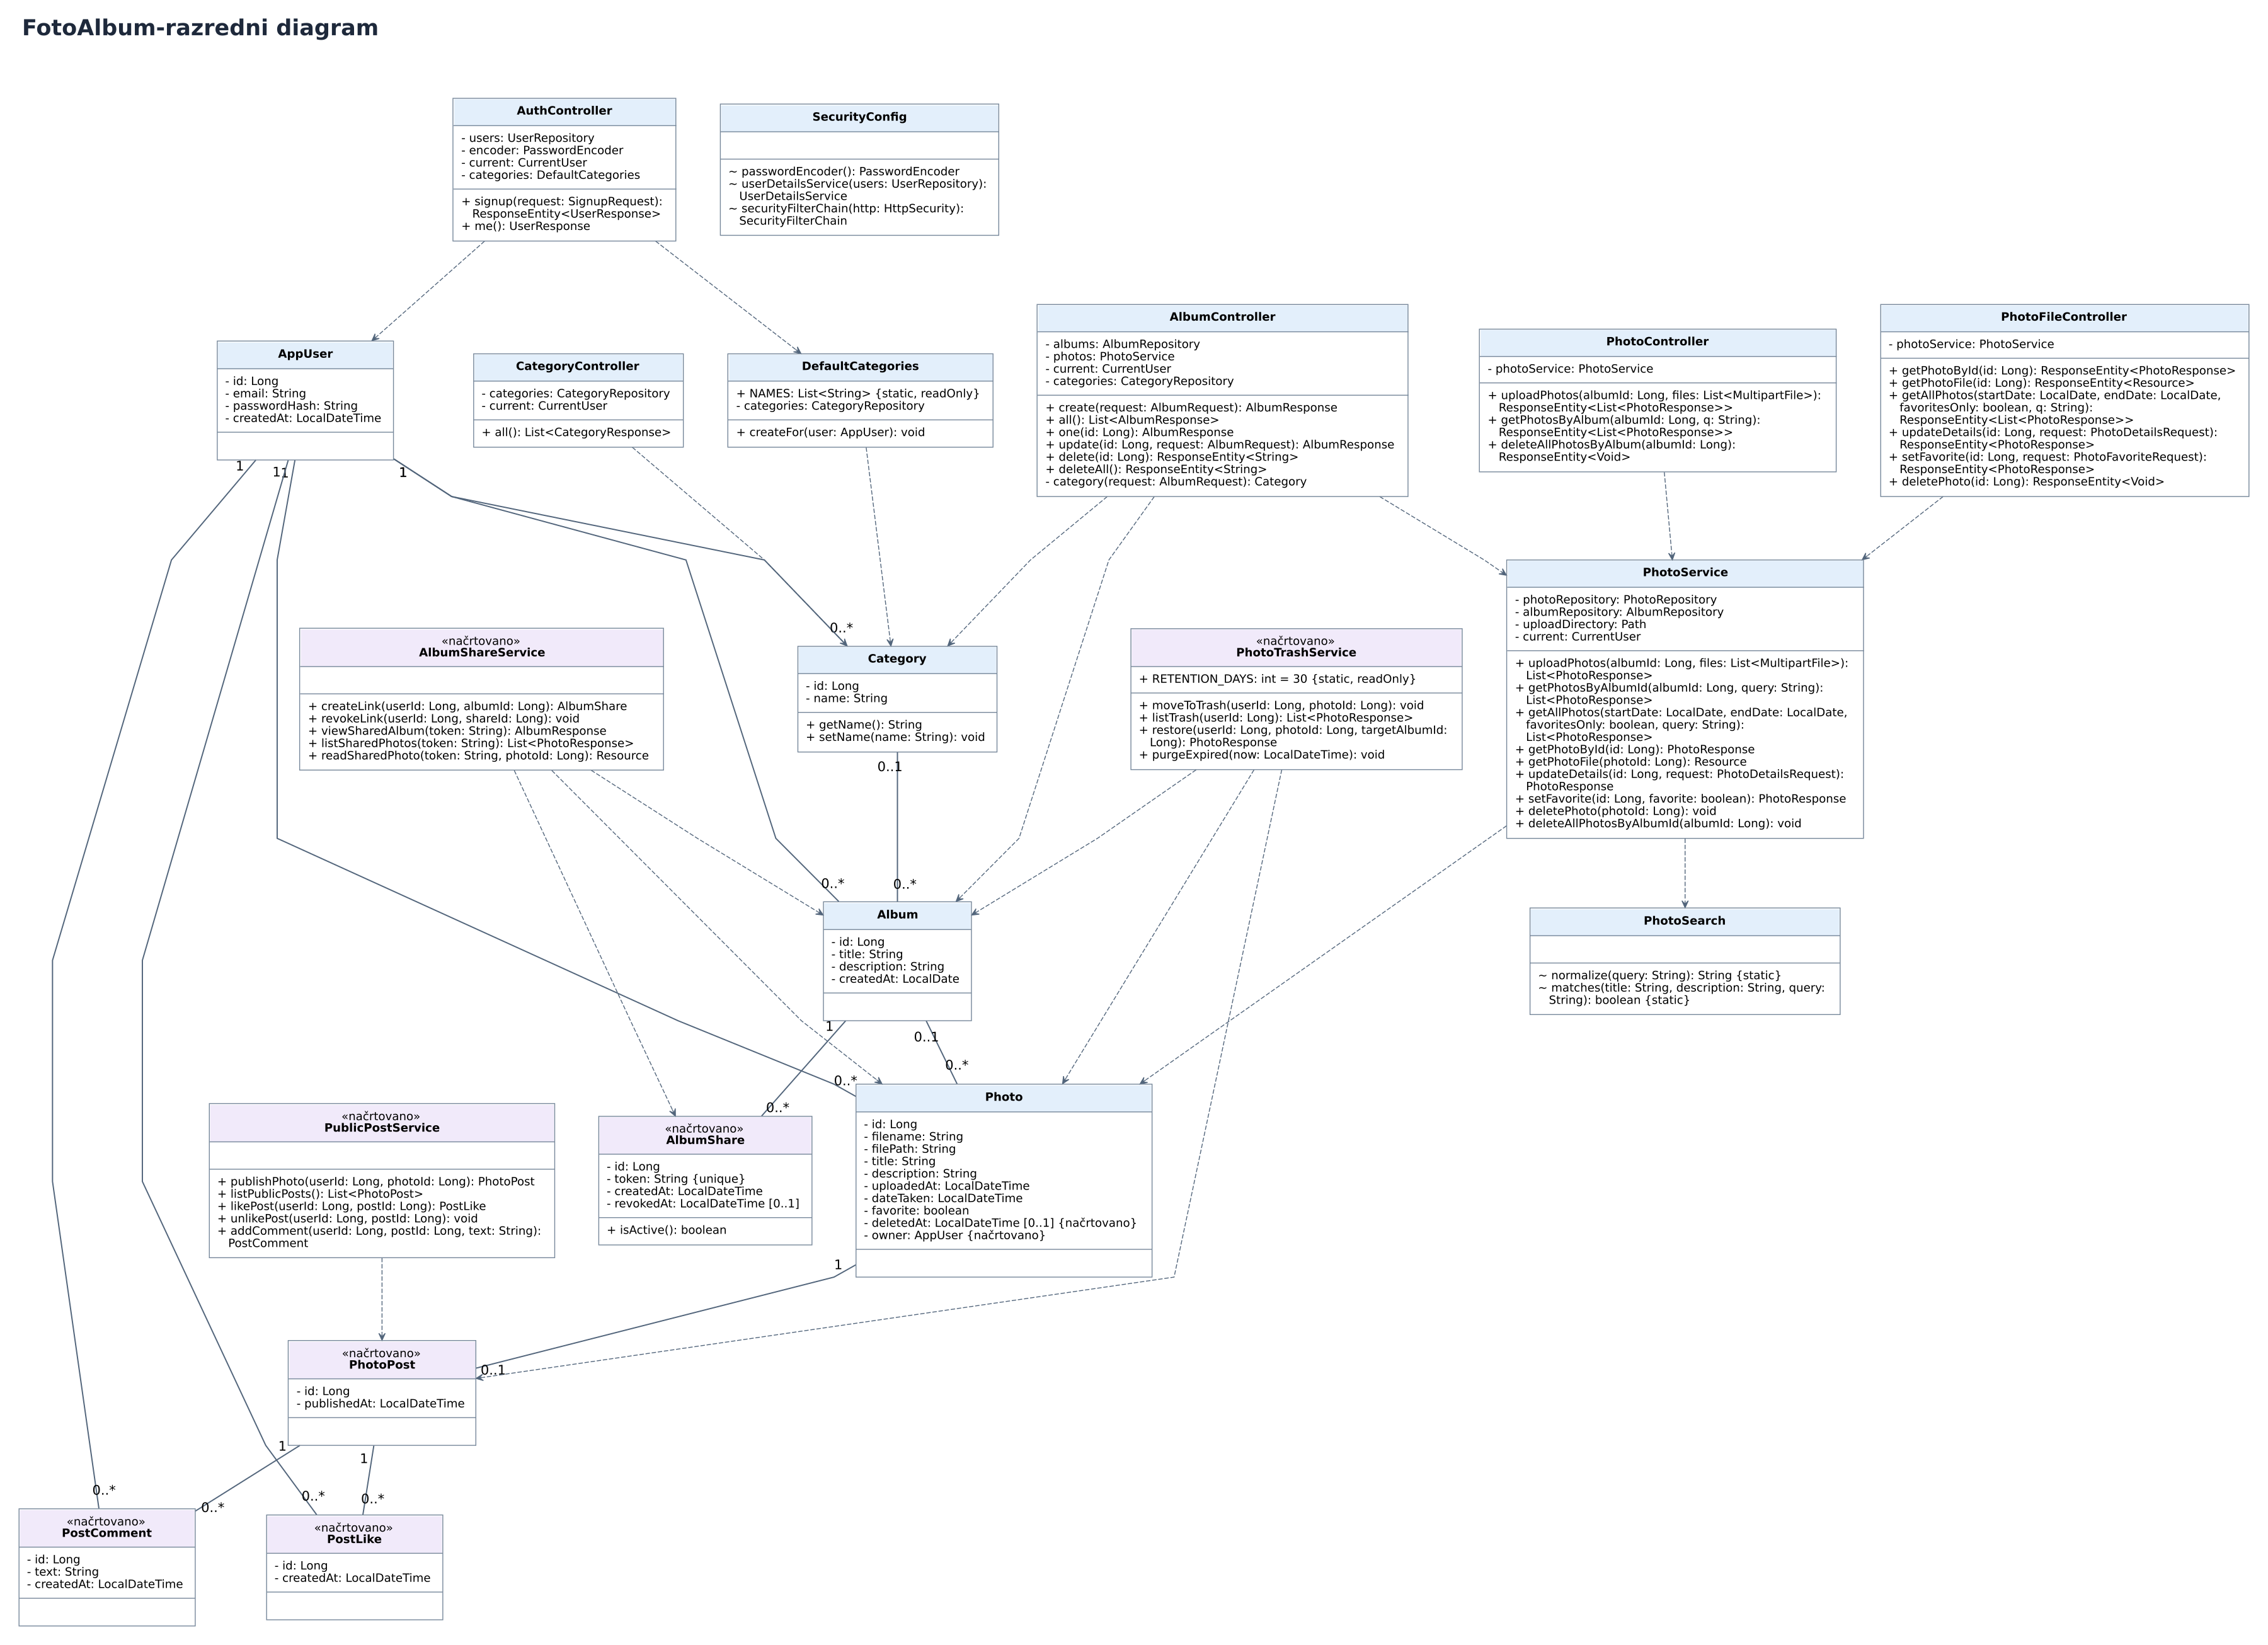 FotoAlbum-razredni diagram
AuthController
- users: UserRepository
- encoder: PasswordEncoder
- current: CurrentUser
- categories: DefaultCategories
+ signup(request: SignupRequest):
ResponseEntity<UserResponse>
+ me(): UserResponse
SecurityConfig
~ passwordEncoder(): PasswordEncoder
~ userDetailsService(users: UserRepository):
UserDetailsService
~ securityFilterChain(http: HttpSecurity):
SecurityFilterChain
AppUser
- id: Long
- email: String
- passwordHash: String
- createdAt: LocalDateTime
1
1
1
1
CategoryController
- categories: CategoryRepository
- current: CurrentUser
+ all(): List<CategoryResponse>
DefaultCategories
+ NAMES: List<String> {static, readOnly}
- categories: CategoryRepository
+ createFor(user: AppUser): void
AlbumController
- albums: AlbumRepository
- photos: PhotoService
- current: CurrentUser
- categories: CategoryRepository
+ create(request: AlbumRequest): AlbumResponse
+ all(): List<AlbumResponse>
+ one(id: Long): AlbumResponse
+ update(id: Long, request: AlbumRequest): AlbumResponse
+ delete(id: Long): ResponseEntity<String>
+ deleteAll(): ResponseEntity<String>
- category(request: AlbumRequest): Category
PhotoController
- photoService: PhotoService
+ uploadPhotos(albumId: Long, files: List<MultipartFile>):
ResponseEntity<List<PhotoResponse>>
+ getPhotosByAlbum(albumId: Long, q: String):
ResponseEntity<List<PhotoResponse>>
+ deleteAllPhotosByAlbum(albumId: Long):
ResponseEntity<Void>
PhotoFileController
- photoService: PhotoService
+ getPhotoById(id: Long): ResponseEntity<PhotoResponse>
+ getPhotoFile(id: Long): ResponseEntity<Resource>
+ getAllPhotos(startDate: LocalDate, endDate: LocalDate,
favoritesOnly: boolean, q: String):
ResponseEntity<List<PhotoResponse>>
+ updateDetails(id: Long, request: PhotoDetailsRequest):
ResponseEntity<PhotoResponse>
+ setFavorite(id: Long, request: PhotoFavoriteRequest):
ResponseEntity<PhotoResponse>
+ deletePhoto(id: Long): ResponseEntity<Void>
«načrtovano»
AlbumShareService
+ createLink(userId: Long, albumId: Long): AlbumShare
+ revokeLink(userId: Long, shareId: Long): void
+ viewSharedAlbum(token: String): AlbumResponse
+ listSharedPhotos(token: String): List<PhotoResponse>
+ readSharedPhoto(token: String, photoId: Long): Resource
0..*
Category
- id: Long
- name: String
+ getName(): String
+ setName(name: String): void
0..1
«načrtovano»
PhotoTrashService
+ RETENTION_DAYS: int = 30 {static, readOnly}
+ moveToTrash(userId: Long, photoId: Long): void
+ listTrash(userId: Long): List<PhotoResponse>
+ restore(userId: Long, photoId: Long, targetAlbumId:
Long): PhotoResponse
+ purgeExpired(now: LocalDateTime): void
PhotoService
- photoRepository: PhotoRepository
- albumRepository: AlbumRepository
- uploadDirectory: Path
- current: CurrentUser
+ uploadPhotos(albumId: Long, files: List<MultipartFile>):
List<PhotoResponse>
+ getPhotosByAlbumId(albumId: Long, query: String):
List<PhotoResponse>
+ getAllPhotos(startDate: LocalDate, endDate: LocalDate,
favoritesOnly: boolean, query: String):
List<PhotoResponse>
+ getPhotoById(id: Long): PhotoResponse
+ getPhotoFile(photoId: Long): Resource
+ updateDetails(id: Long, request: PhotoDetailsRequest):
PhotoResponse
+ setFavorite(id: Long, favorite: boolean): PhotoResponse
+ deletePhoto(photoId: Long): void
+ deleteAllPhotosByAlbumId(albumId: Long): void
0..*
0..*
Album
- id: Long
- title: String
- description: String
- createdAt: LocalDate
1
0..1
PhotoSearch
~ normalize(query: String): String {static}
~ matches(title: String, description: String, query:
String): boolean {static}
«načrtovano»
PublicPostService
+ publishPhoto(userId: Long, photoId: Long): PhotoPost
+ listPublicPosts(): List<PhotoPost>
+ likePost(userId: Long, postId: Long): PostLike
+ unlikePost(userId: Long, postId: Long): void
+ addComment(userId: Long, postId: Long, text: String):
PostComment
0..*
«načrtovano»
AlbumShare
- id: Long
- token: String {unique}
- createdAt: LocalDateTime
- revokedAt: LocalDateTime [0..1]
+ isActive(): boolean
0..*
0..*
Photo
- id: Long
- filename: String
- filePath: String
- title: String
- description: String
- uploadedAt: LocalDateTime
- dateTaken: LocalDateTime
- favorite: boolean
- deletedAt: LocalDateTime [0..1] {načrtovano}
- owner: AppUser {načrtovano}
1
«načrtovano»
PhotoPost
- id: Long
- publishedAt: LocalDateTime
0..1
1
1
0..*
0..*
«načrtovano»
PostComment
- id: Long
- text: String
- createdAt: LocalDateTime
0..*
0..*
«načrtovano»
PostLike
- id: Long
- createdAt: LocalDateTime